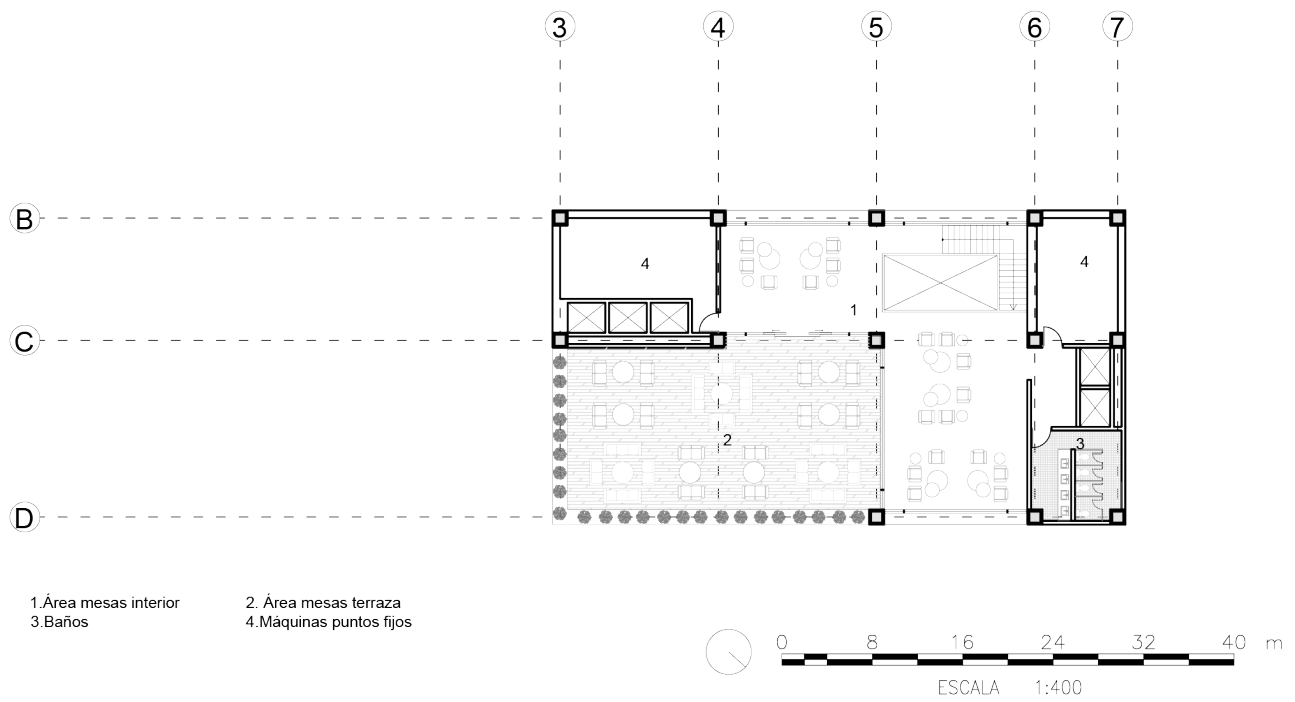 3 4 5 6 7
B
4 4
1
C
2
3
D
1.Área mesas interior 2. Área mesas terraza
3.Baños 4.Máquinas puntos fijos
0 8 16 24 32 40 m
ESCALA 1:400